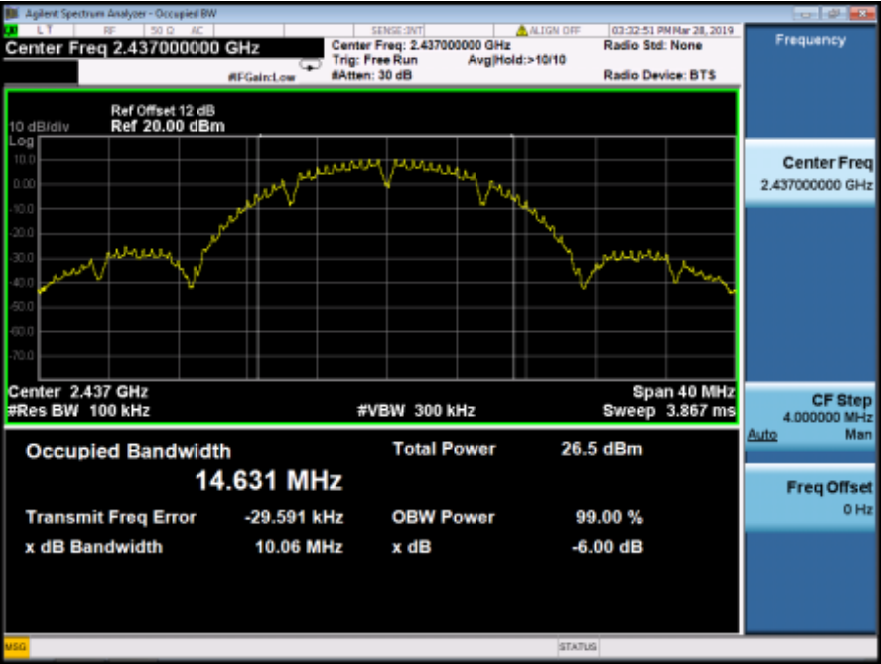 Agilent Spectrum Analyzer - Occupied BW
LT RF 50 Ω AC SENSE:INT ALIGN OFF 03:32:51 PM Mar 28, 2019
Center Freq 2.437000000 GHz
Center Freq: 2.437000000 GHz
Radio Std: None
Trig: Free Run Avg|Hold:>10/10
#IFGain:Low
#Atten: 30 dB
Radio Device: BTS
Ref Offset 12 dB
10 dB/div Ref 20.00 dBm
Log
10.0
0.00
-10.0
-20.0
-30.0
-40.0
-50.0
-60.0
-70.0
Center 2.437 GHz
Span 40 MHz
#Res BW 100 kHz
#VBW 300 kHz
Sweep 3.867 ms
Occupied Bandwidth
Total Power 26.5 dBm
14.631 MHz
Transmit Freq Error -29.591 kHz
OBW Power 99.00 %
x dB Bandwidth 10.06 MHz
x dB -6.00 dB
MSG
STATUS
Frequency
Center Freq
2.437000000 GHz
CF Step
4.000000 MHz
Auto Man
Freq Offset
0 Hz